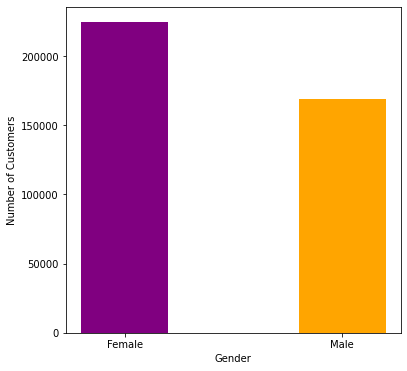 200000
150000
100000
50000
0
Number of Customers
Female
Male
Gender